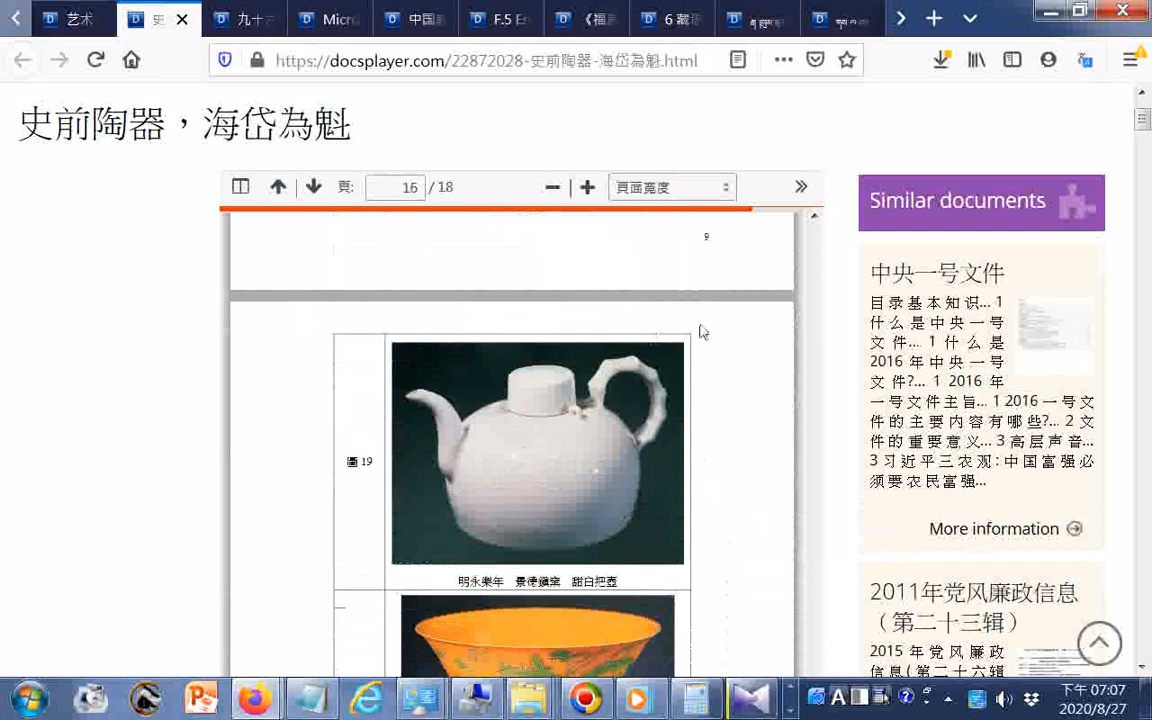 艺术
史
九十三
Micro
中国
F.5 E
《福
6 藏
https://docsplayer.com/22872028-史前陶器-海岱為魁.html
史前陶器，海岱為魁
頁:
16 / 18
頁面寬度
9
圖 19
明永樂年 景德鎮窯 甜白把壺
Similar documents
中央一号文件
目录基本知识... 1
什么是中央一号
文件... 1 什么是
2016 年中央一号
文件?... 1 2016 年
一号文件主旨... 1 2016 一号文
件的主要内容有哪些?... 2 文
件的重要意义... 3 高层声音...
3 习近平三农观:中国富强必
须要农民富强...
More information
2011年党风廉政信息
（第二十三辑）
2015 年党风廉
政信息(第二十六辑
A
下午 07:07
2020/8/27